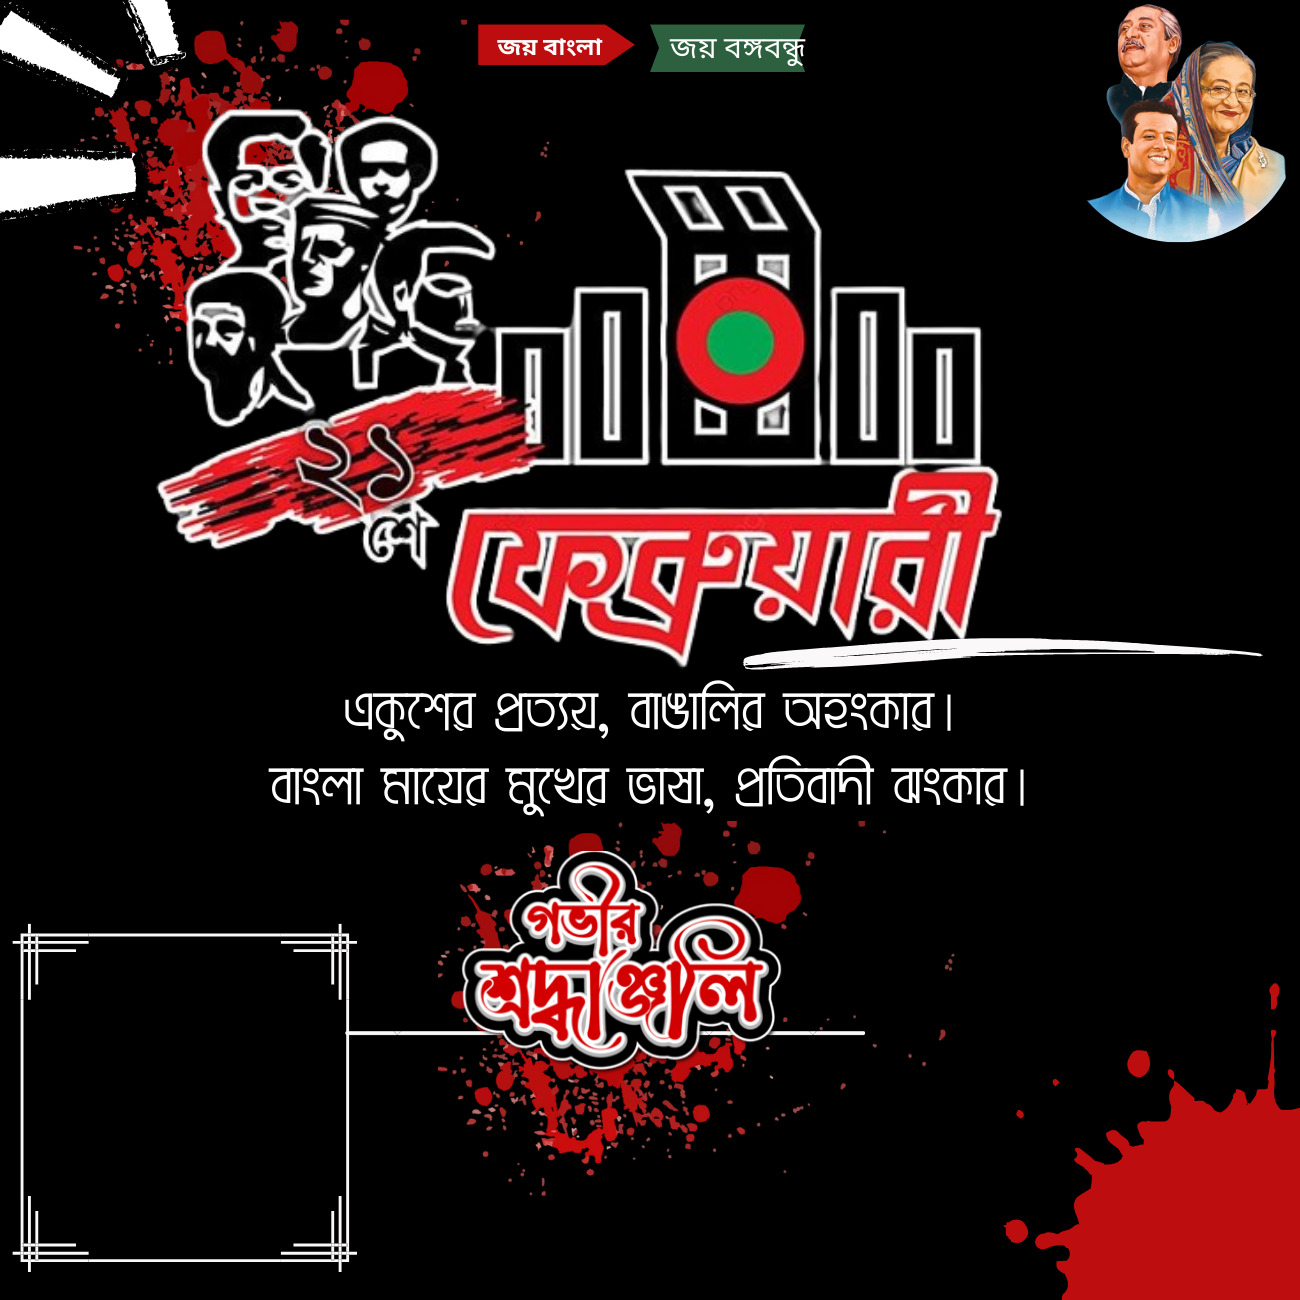 জয় বাংলা
জয় বঙ্গবন্ধু
২১
শে
ফেব্রুয়ারী
একুশের প্রত্যয়, বাঙালির অহংকার।
বাংলা মায়ের মুখের ভাষা, প্রতিবাদী ঝংকার।
গভীর
শ্রদ্ধাঞ্জলি